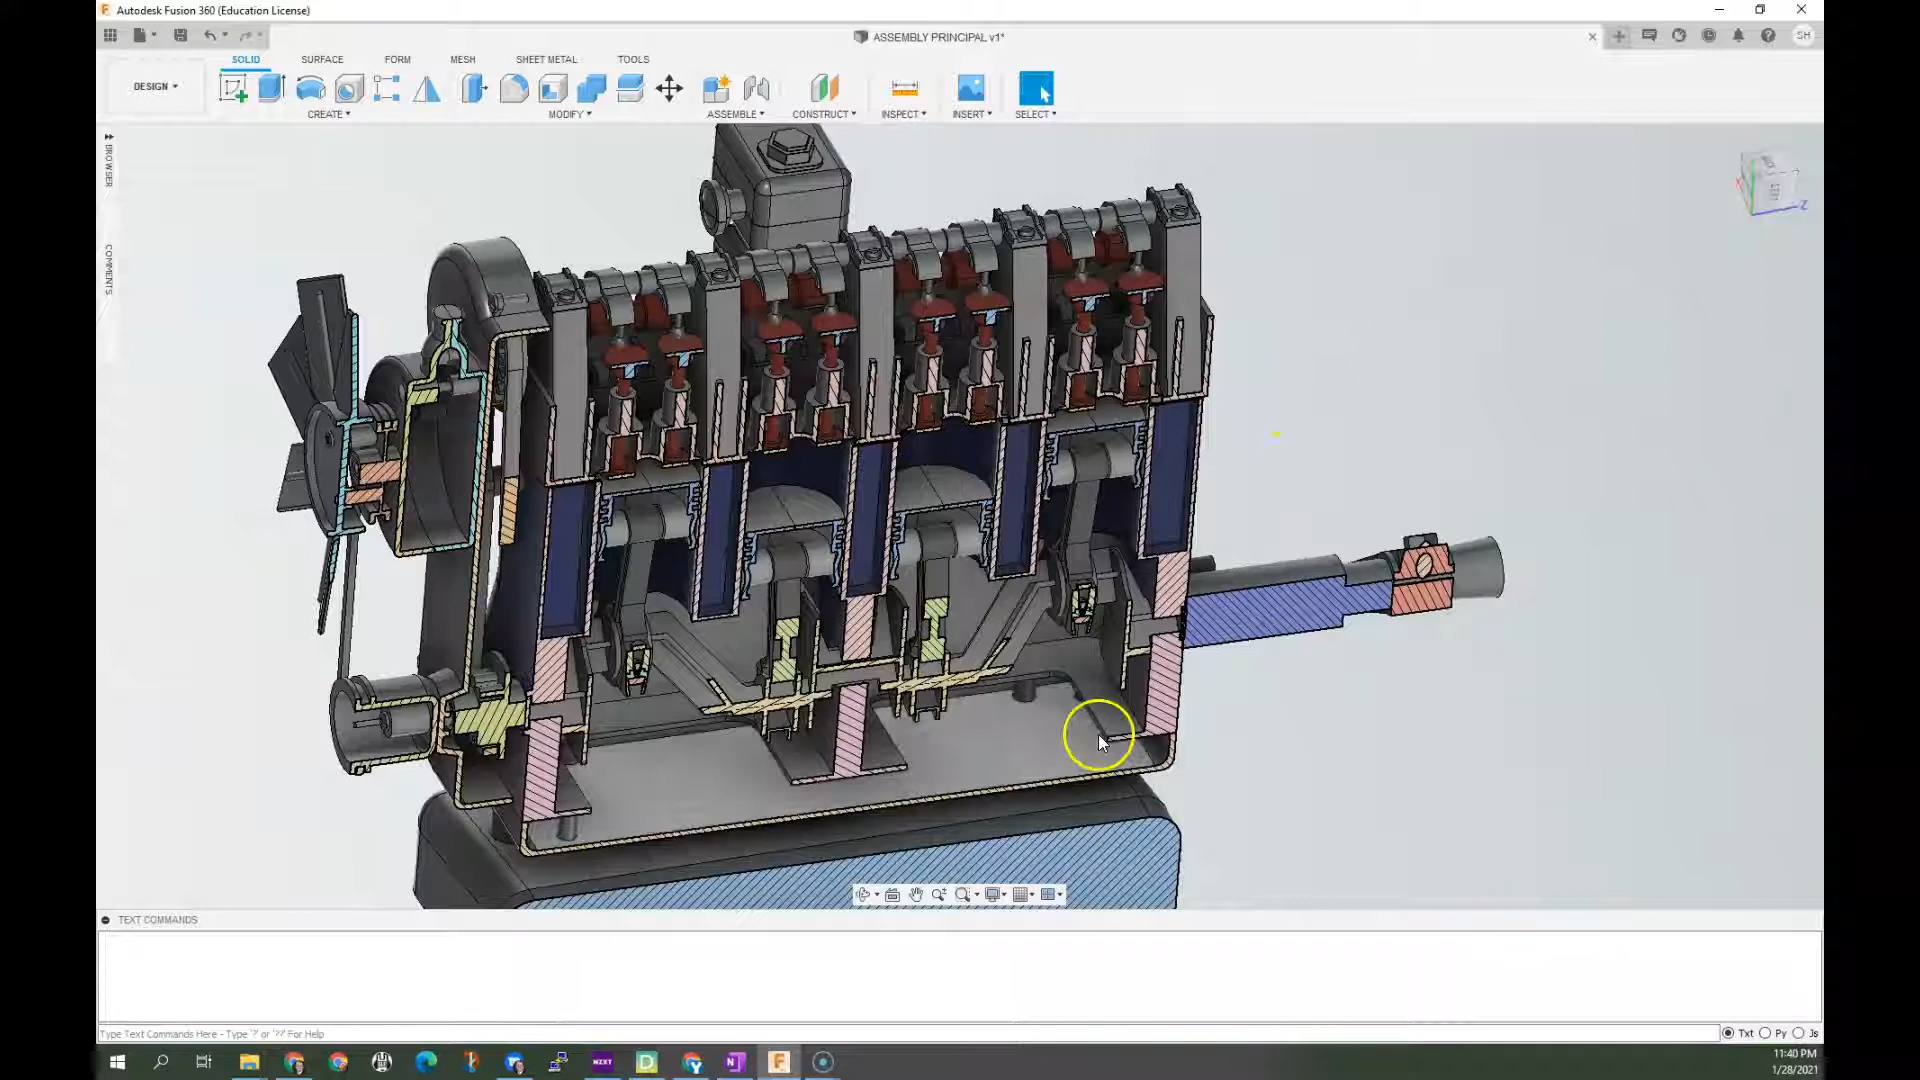 Autodesk Fusion 360 (Education License)
ASSEMBLY PRINCIPAL v1*
SH
SOLID SURFACE FORM MESH SHEET METAL TOOLS
DESIGN
CREATE MODIFY ASSEMBLE CONSTRUCT INSPECT INSERT SELECT
BROWSER
COMMENTS
LEFT
Z
TEXT COMMANDS
Type Text Commands Here - Type '?' or '??' For Help
Txt Py Js
NZXT
D
N
F
11:40 PM
1/28/2021